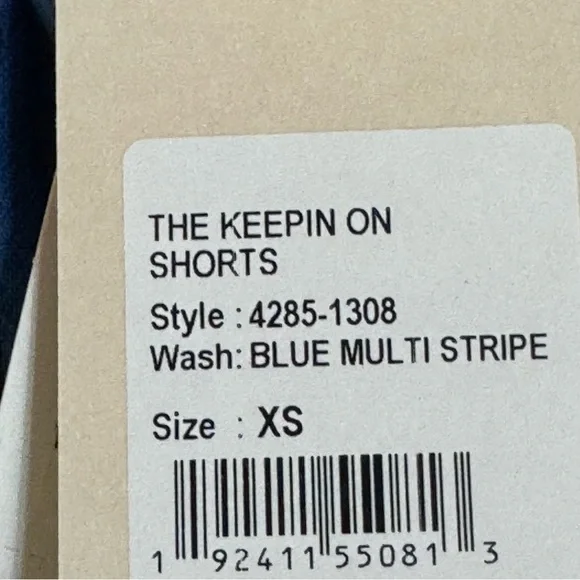 THE KEEPIN ON
SHORTS
Style : 4285-1308
Wash: BLUE MULTI STRIPE
Size : XS
1 92411 55081 3